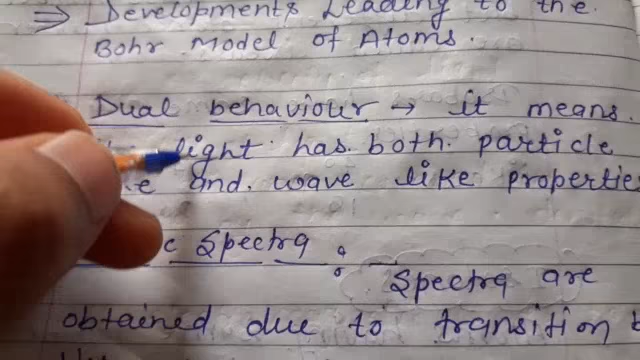 ⇒ Developments Leading to the
Bohr Model of Atoms.
Dual behaviour → it means.
light has both particle
and wave like
c Spectra :
Spectra are
obtained due to transition